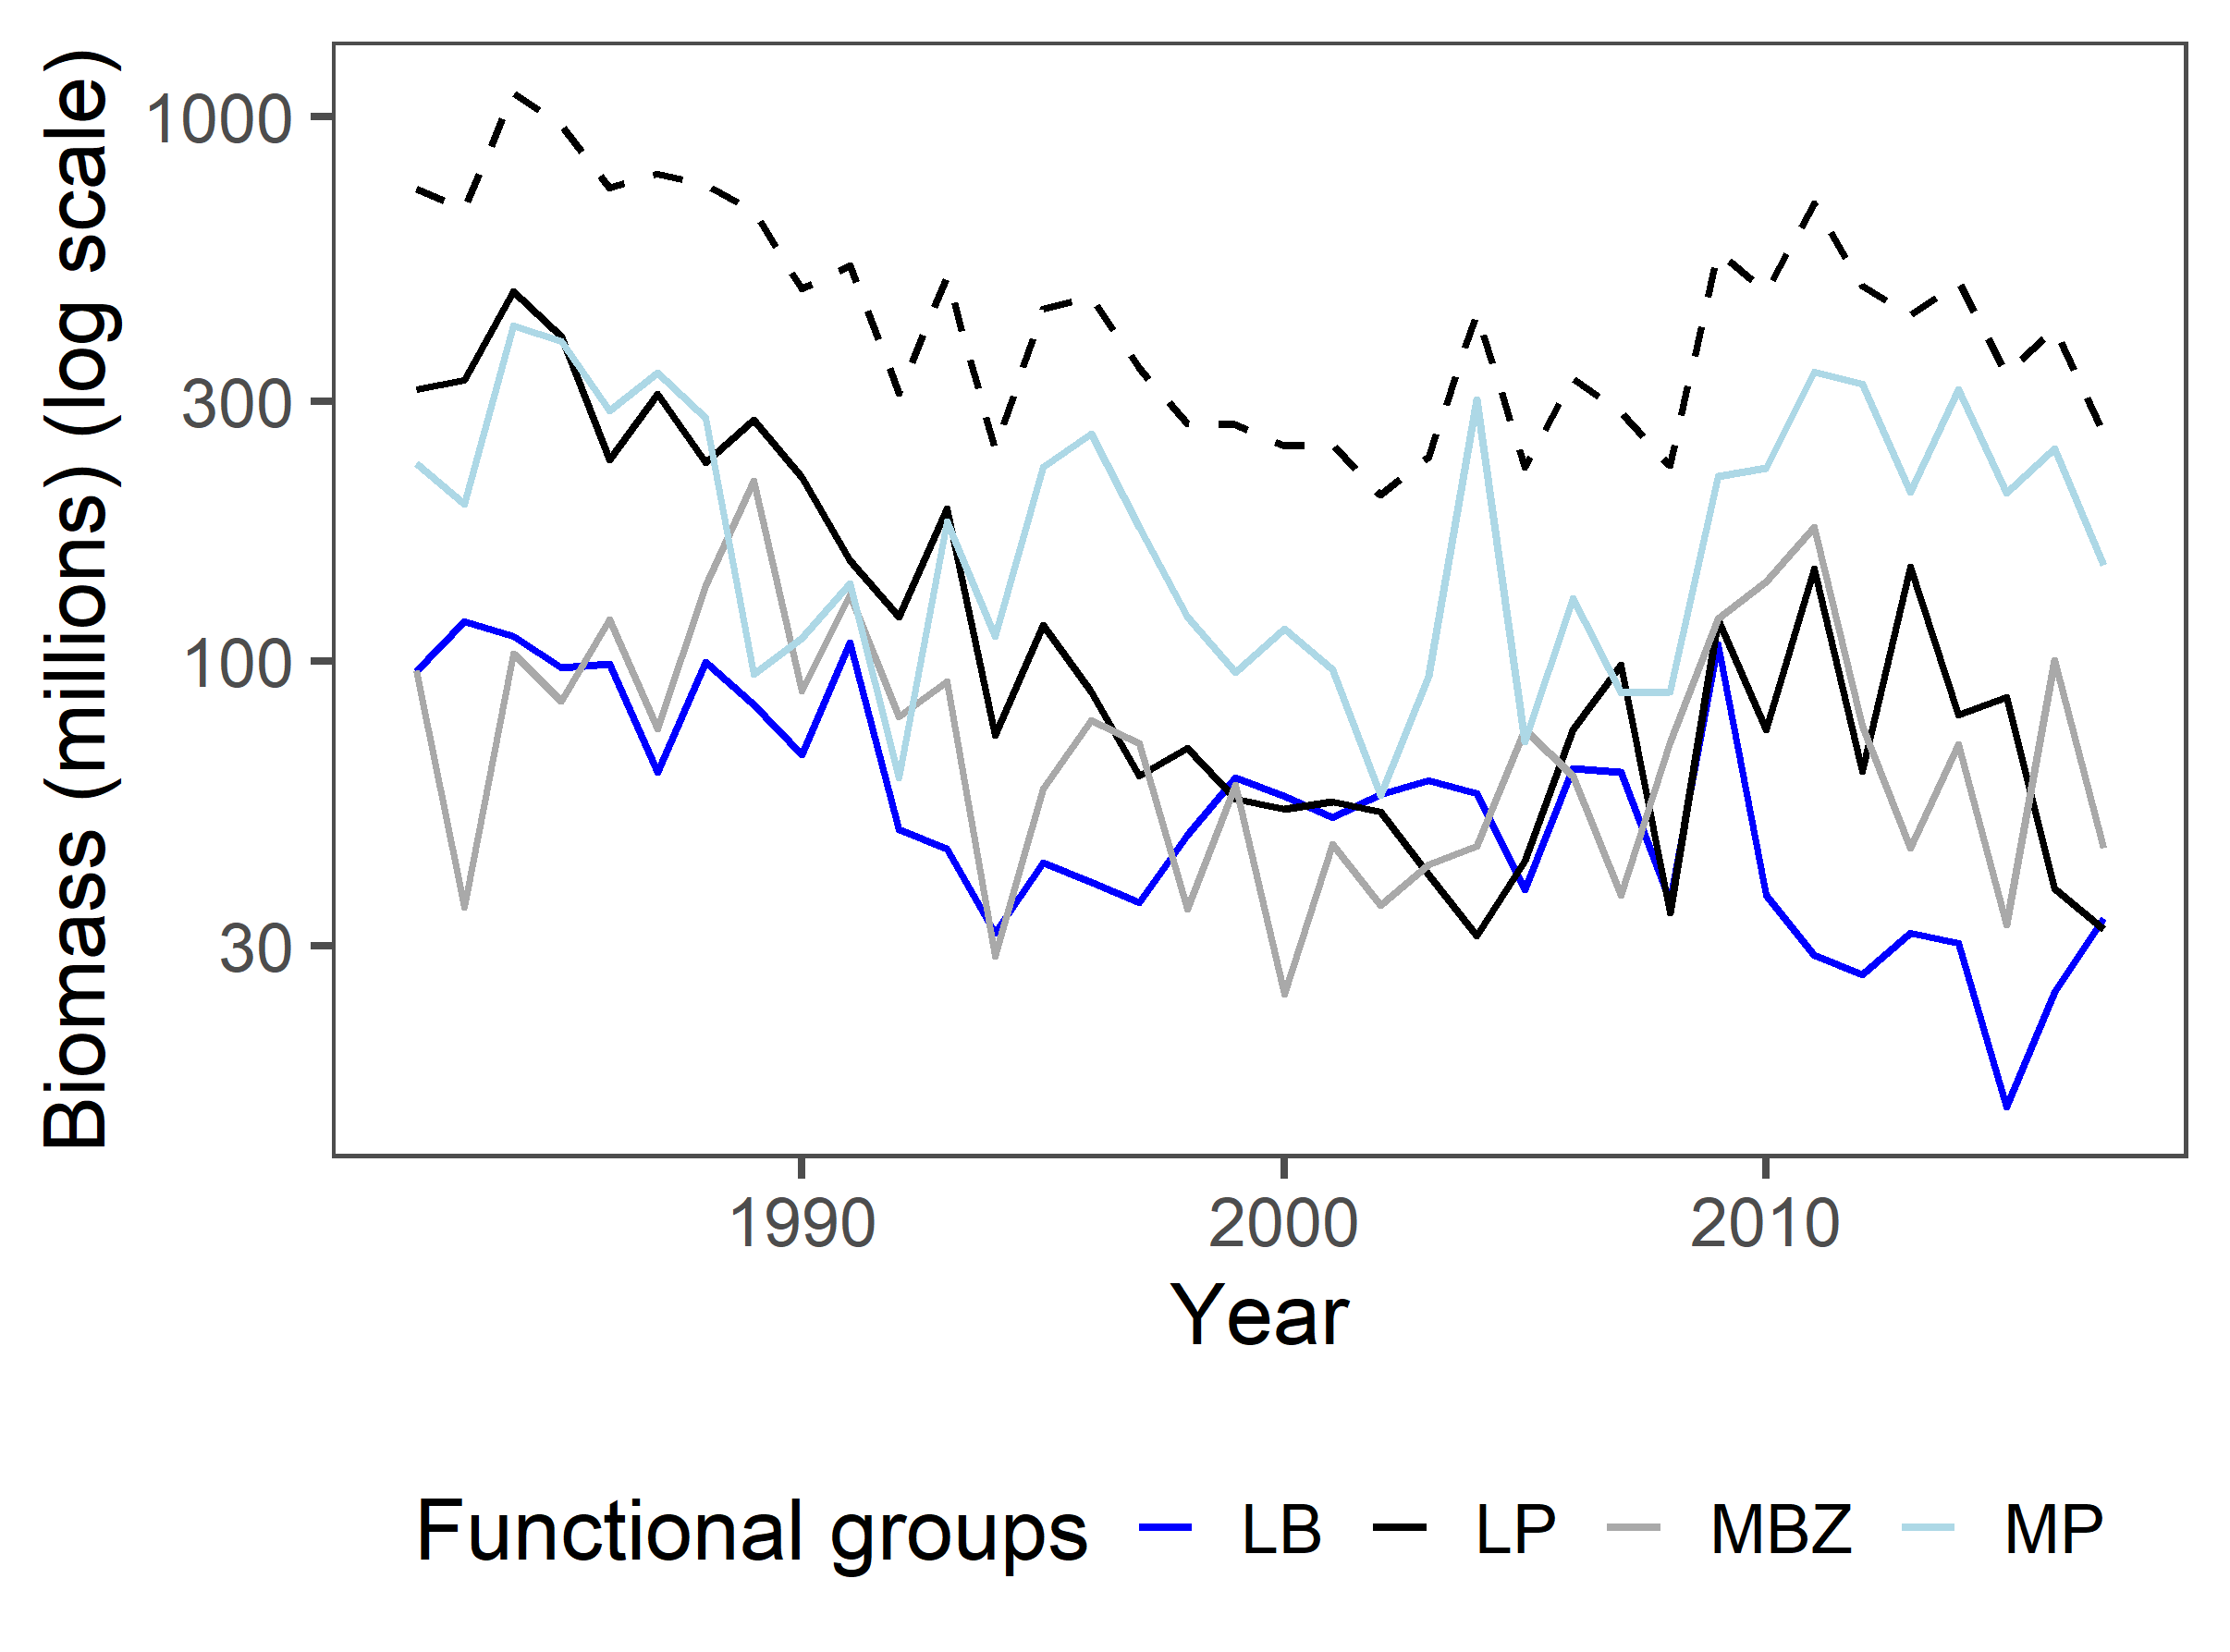 Biomass (millions) (log scale)
1000
300
100
30
1990 2000 2010
Year
Functional groups LB LP MBZ MP